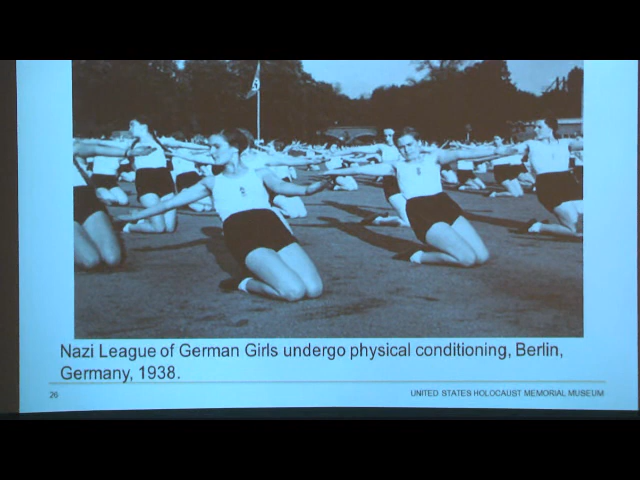 Nazi League of German Girls undergo physical conditioning, Berlin,
Germany, 1938.
26 UNITED STATES HOLOCAUST MEMORIAL MUSEUM